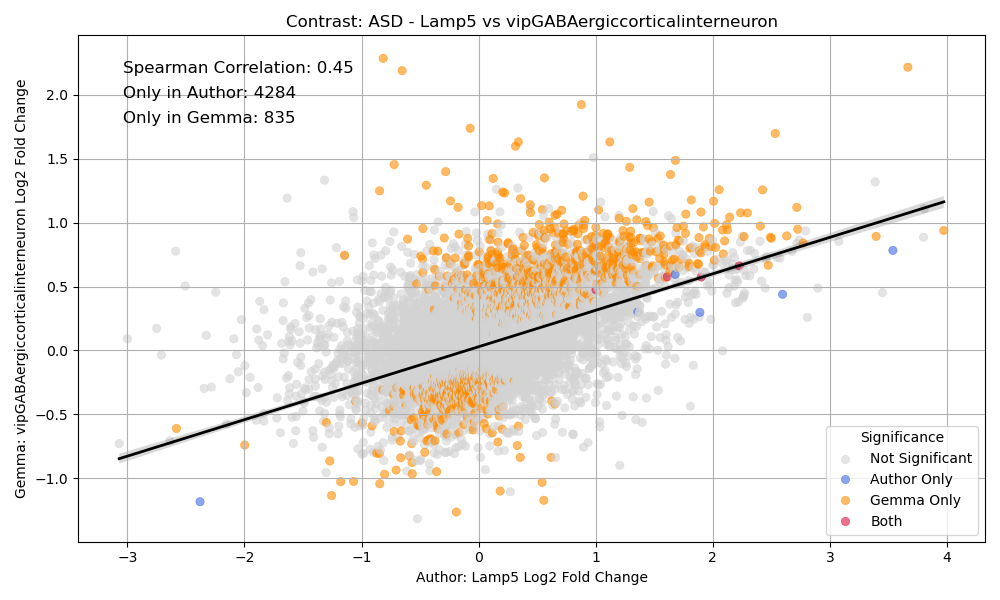 Contrast: ASD - Lamp5 vs vipGABAergiccorticalinterneuron
Spearman Correlation: 0.45
Only in Author: 4284
Only in Gemma: 835
Gemma: vipGABAergiccorticalinterneuron Log2 Fold Change
2.0
1.5
1.0
0.5
0.0
−0.5
−1.0
Significance
Not Significant
Author Only
Gemma Only
Both
−3 −2 −1 0 1 2 3 4
Author: Lamp5 Log2 Fold Change